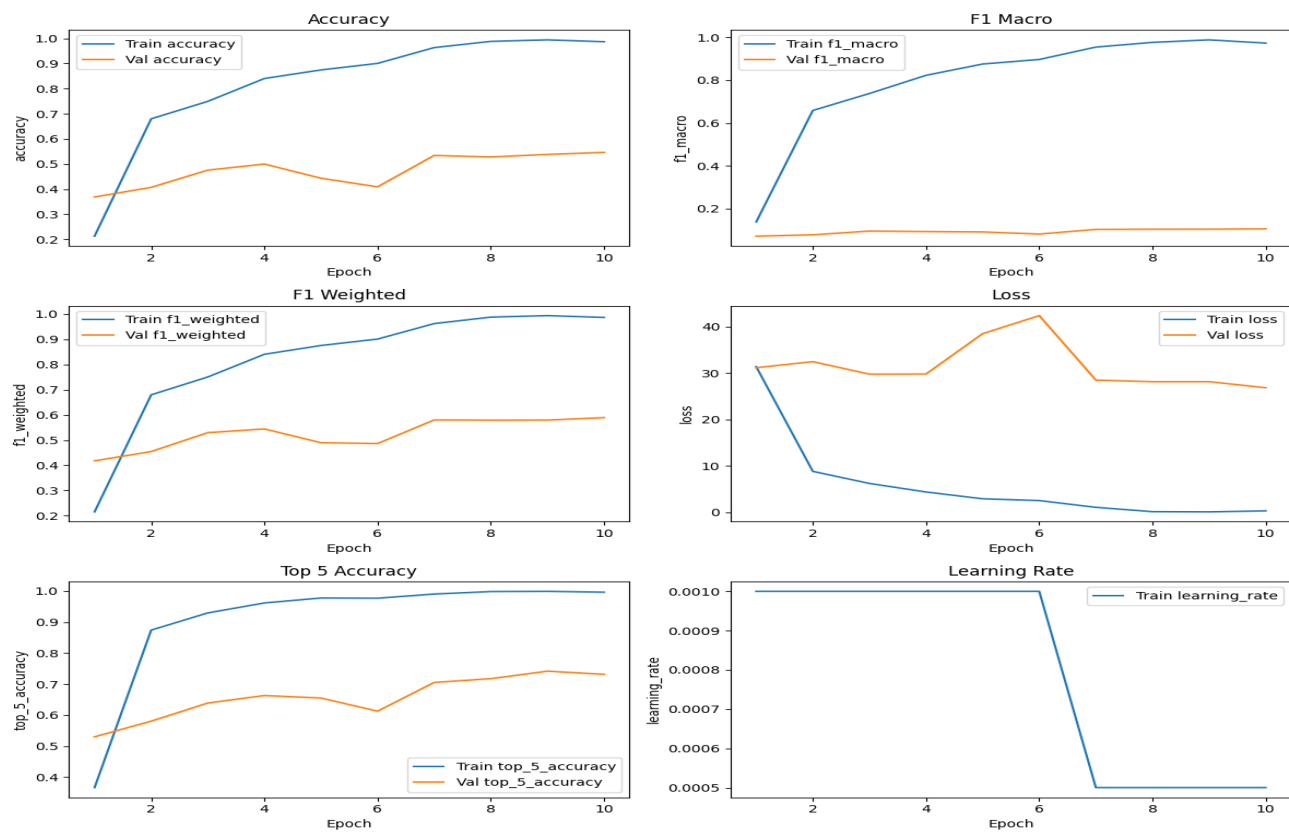 Accuracy
Train accuracy
Val accuracy
accuracy
1.0
0.9
0.8
0.7
0.6
0.5
0.4
0.3
0.2
2 4 6 8 10
Epoch
F1 Macro
Train f1_macro
Val f1_macro
f1_macro
1.0
0.8
0.6
0.4
0.2
2 4 6 8 10
Epoch
F1 Weighted
Train f1_weighted
Val f1_weighted
f1_weighted
1.0
0.9
0.8
0.7
0.6
0.5
0.4
0.3
0.2
2 4 6 8 10
Epoch
Loss
Train loss
Val loss
loss
40
30
20
10
0
2 4 6 8 10
Epoch
Top 5 Accuracy
top_5_accuracy
1.0
0.9
0.8
0.7
0.6
0.5
0.4
Train top_5_accuracy
Val top_5_accuracy
2 4 6 8 10
Epoch
Learning Rate
Train learning_rate
learning_rate
0.0010
0.0009
0.0008
0.0007
0.0006
0.0005
2 4 6 8 10
Epoch